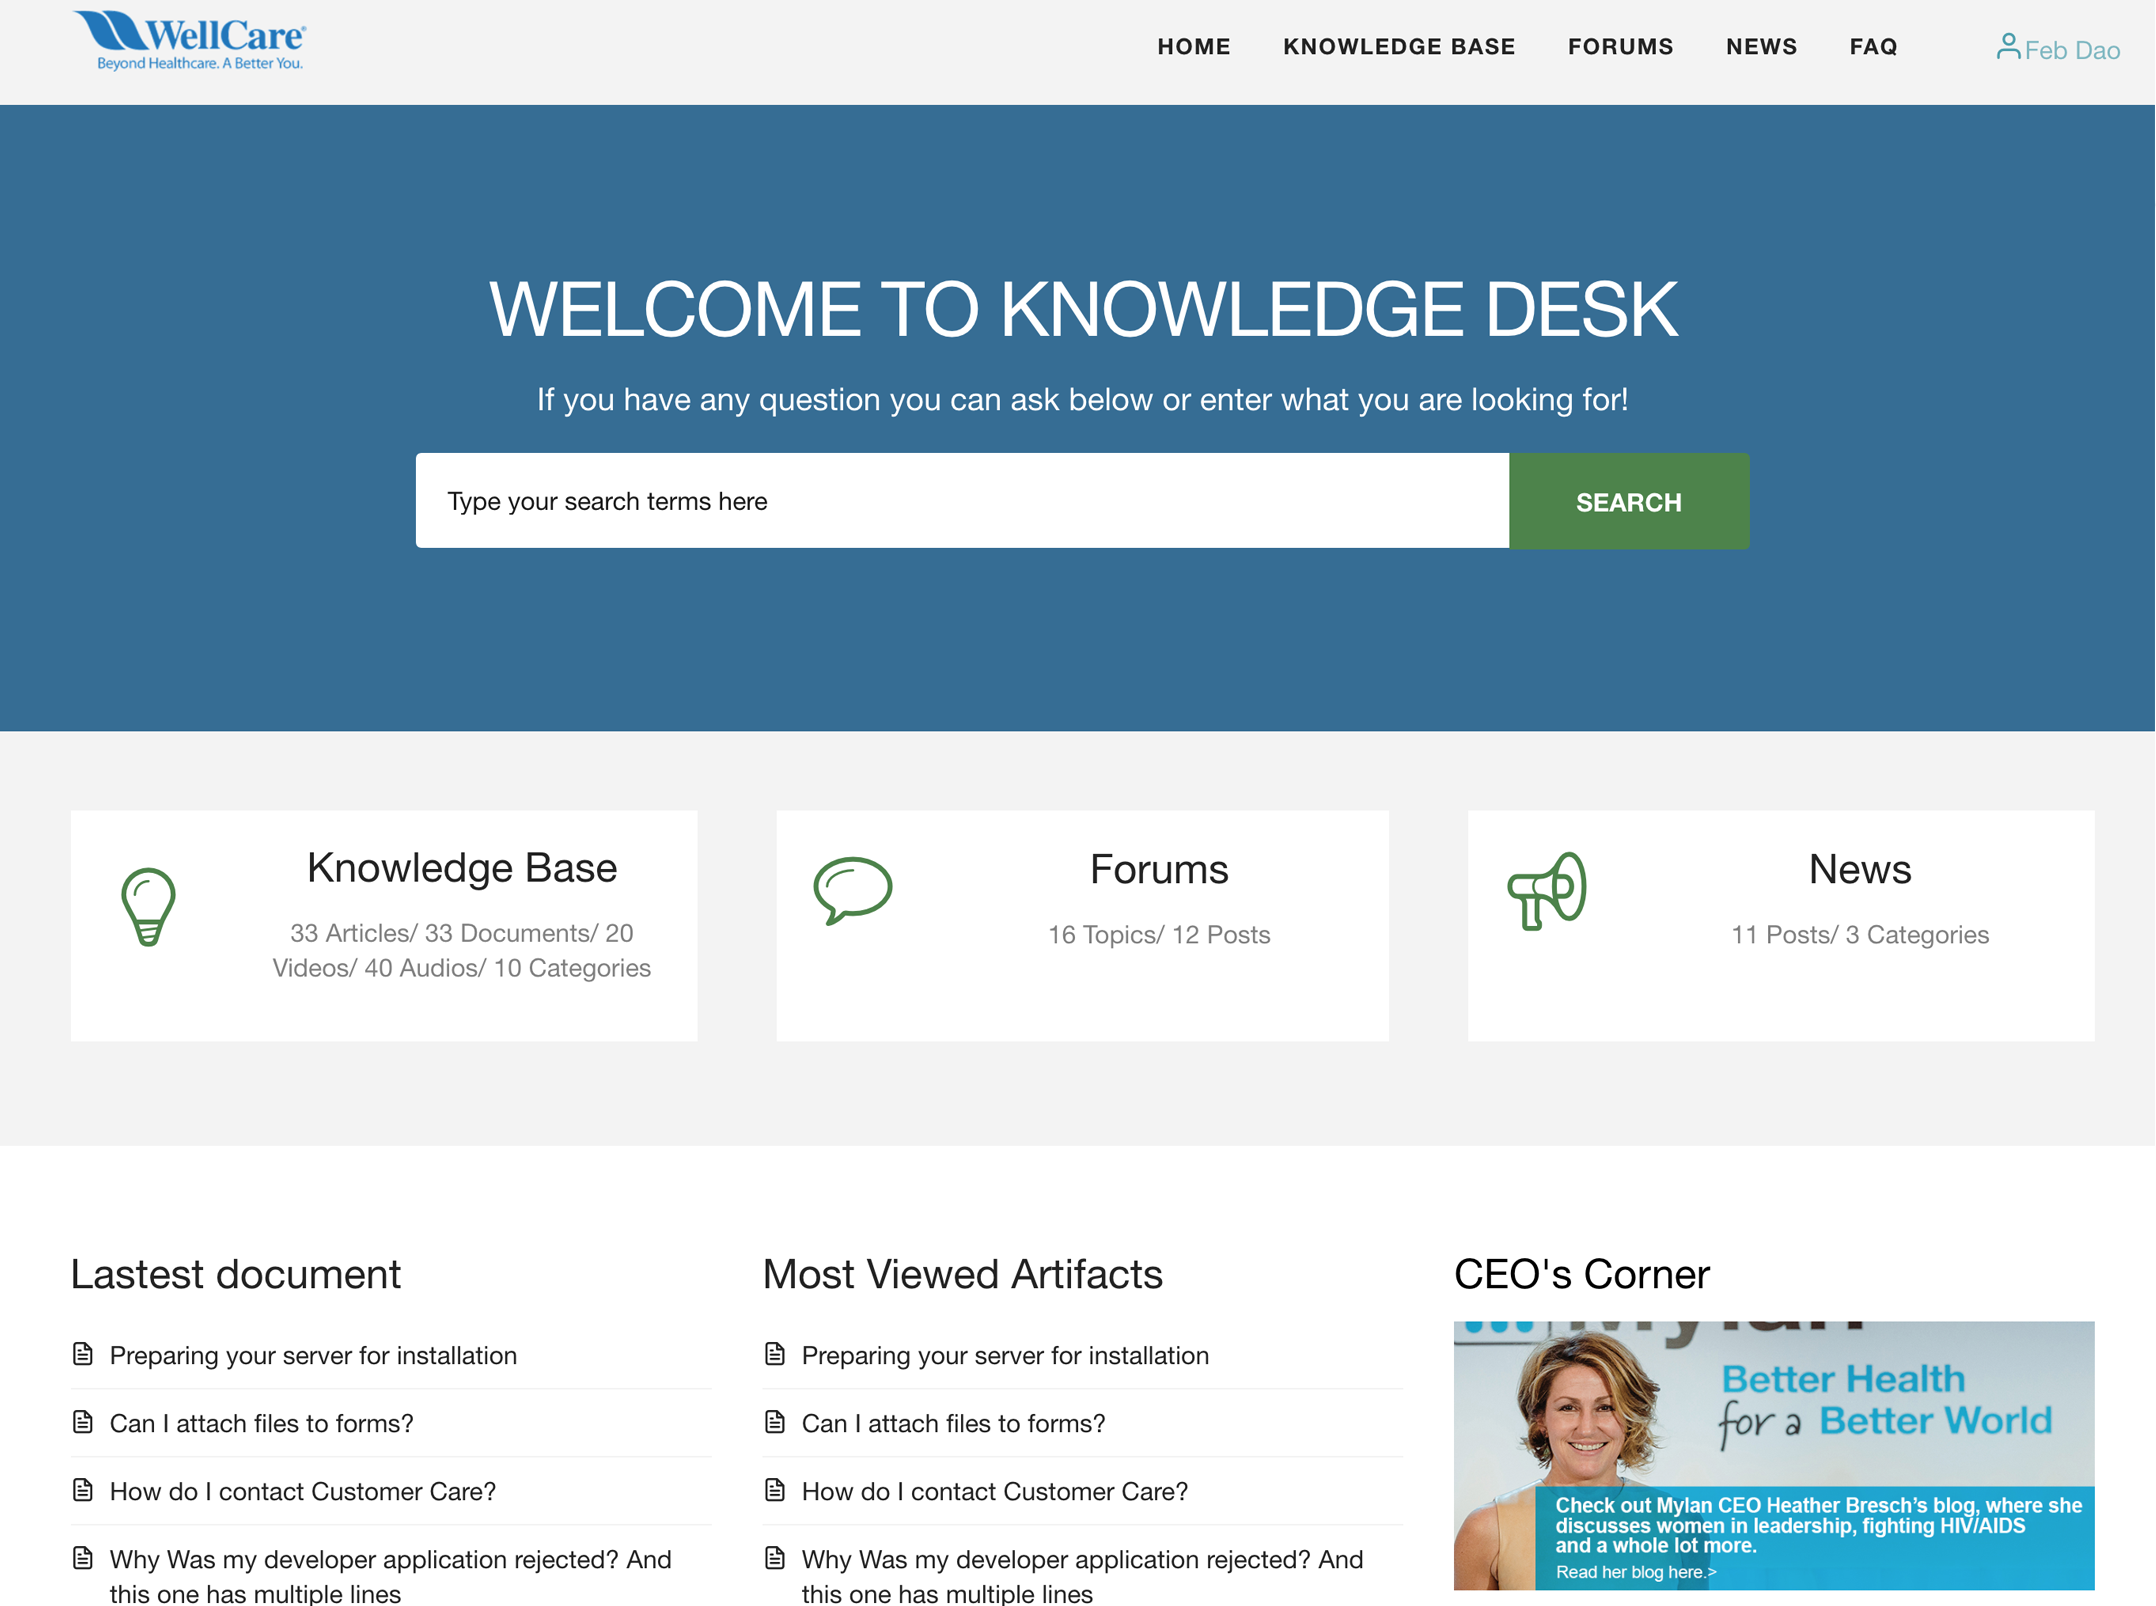 WellCare®
Beyond Healthcare. A Better You.
HOME KNOWLEDGE BASE FORUMS NEWS FAQ Feb Dao
WELCOME TO KNOWLEDGE DESK
If you have any question you can ask below or enter what you are looking for!
Type your search terms here SEARCH
Knowledge Base
33 Articles/ 33 Documents/ 20
Videos/ 40 Audios/ 10 Categories
Forums
16 Topics/ 12 Posts
News
11 Posts/ 3 Categories
Lastest document
Preparing your server for installation
Can I attach files to forms?
How do I contact Customer Care?
Why Was my developer application rejected? And
this one has multiple lines
Most Viewed Artifacts
Preparing your server for installation
Can I attach files to forms?
How do I contact Customer Care?
Why Was my developer application rejected? And
this one has multiple lines
CEO's Corner
Mylan
Better Health
for a Better World
Check out Mylan CEO Heather Bresch's blog, where she
discusses women in leadership, fighting HIV/AIDS
and a whole lot more.
Read her blog here.>